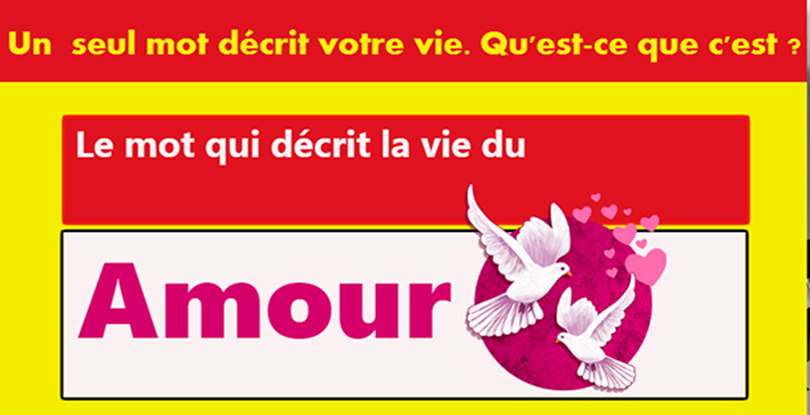 Un seul mot décrit votre vie. Qu'est-ce que c'est ?
Le mot qui décrit la vie du
Amour